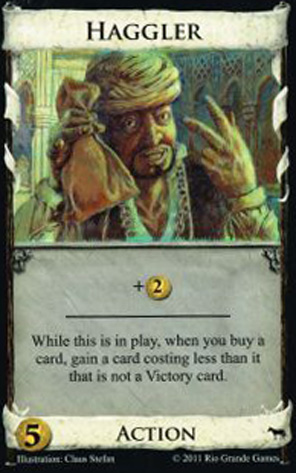 HAGGLER
+2
While this is in play, when you buy a
card, gain a card costing less than it
that is not a Victory card.
5 ACTION
Illustration: Claus Stefan © 2011 Rio Grande Games